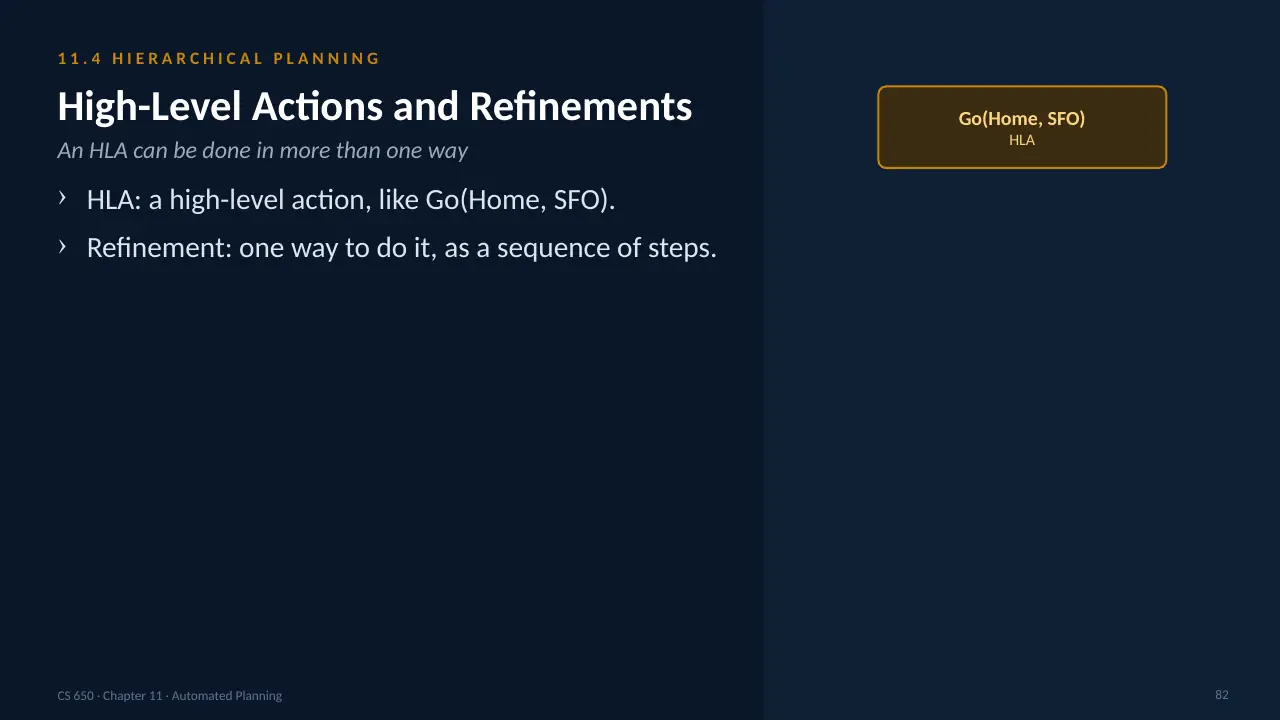 11.4 HIERARCHICAL PLANNING
High-Level Actions and Refinements
An HLA can be done in more than one way
› HLA: a high-level action, like Go(Home, SFO).
› Refinement: one way to do it, as a sequence of steps.
Go(Home, SFO)
HLA
CS 650 · Chapter 11 · Automated Planning
82